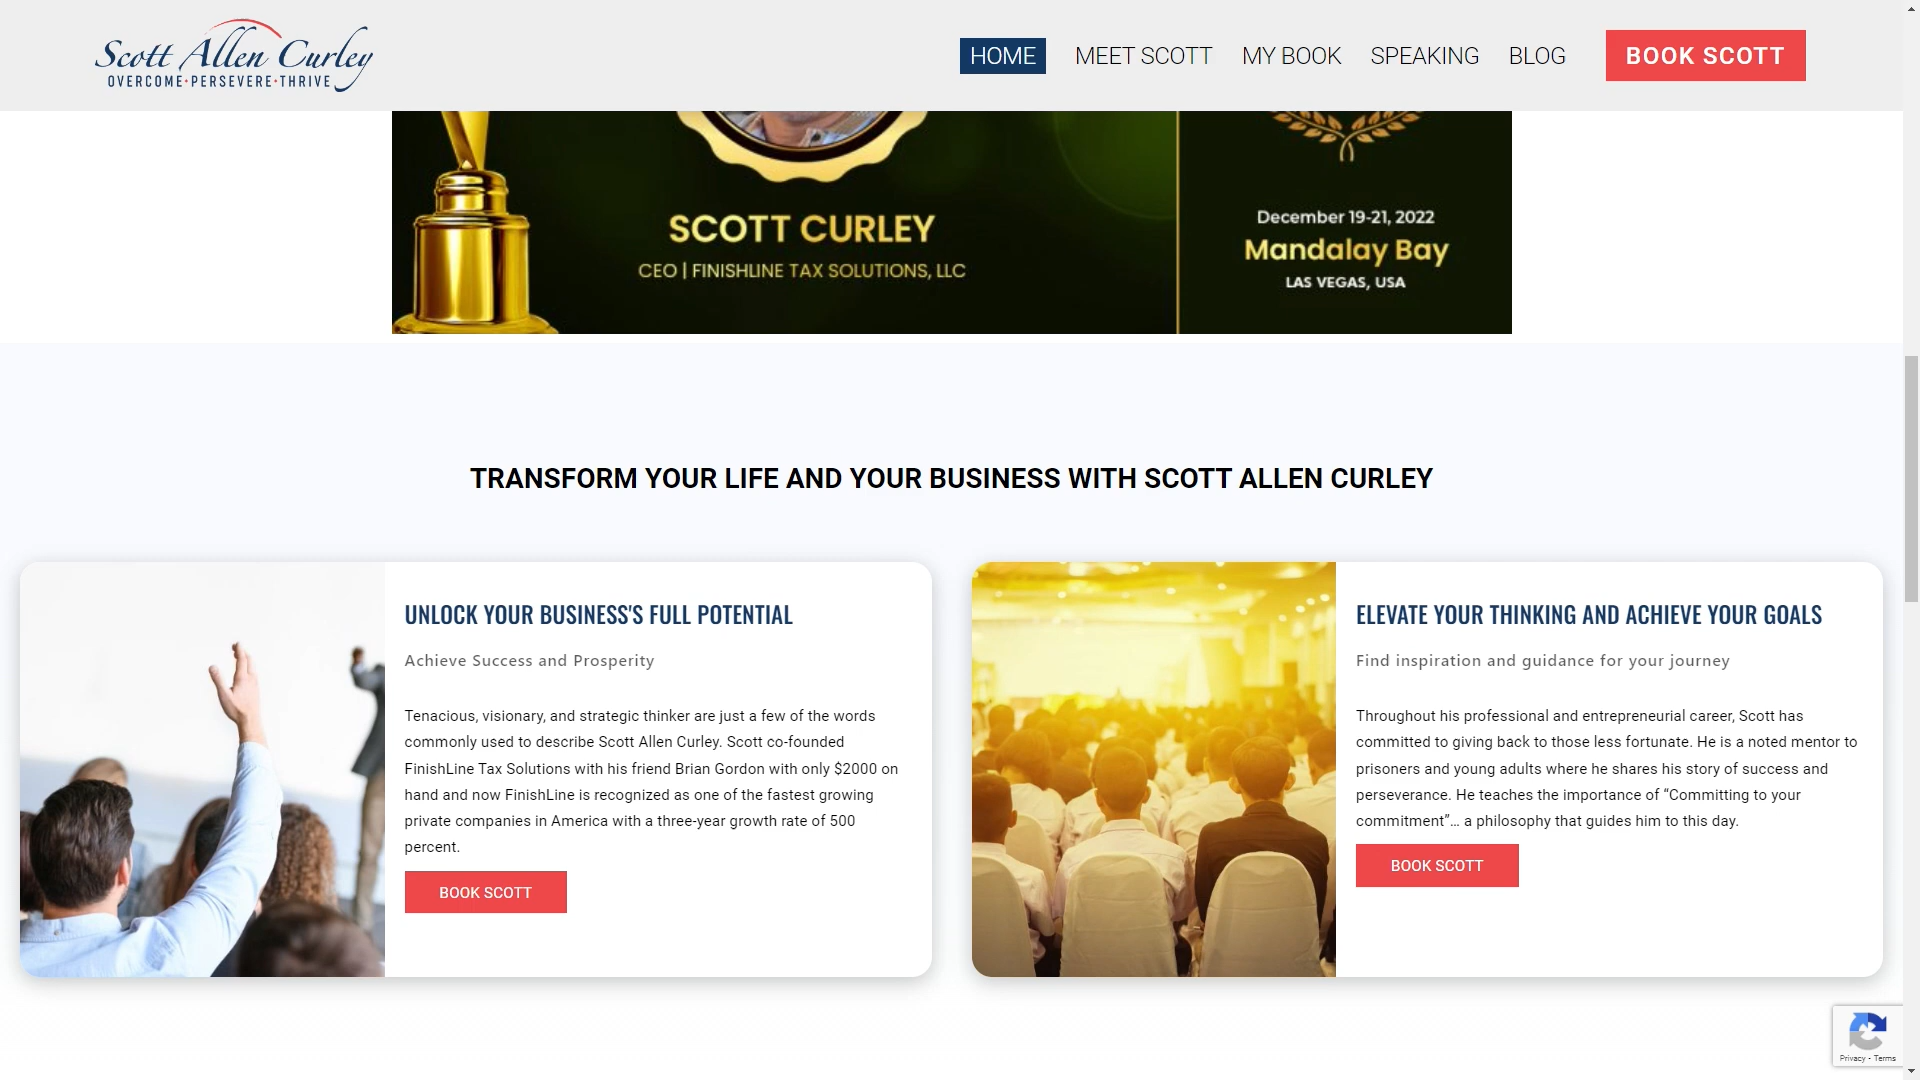 Scott Allen Curley
OVERCOME•PERSEVERE•THRIVE
HOME
MEET SCOTT
MY BOOK
SPEAKING
BLOG
BOOK SCOTT
SCOTT CURLEY
CEO | FINISHLINE TAX SOLUTIONS, LLC
December 19-21, 2022
Mandalay Bay
LAS VEGAS, USA
TRANSFORM YOUR LIFE AND YOUR BUSINESS WITH SCOTT ALLEN CURLEY
UNLOCK YOUR BUSINESS'S FULL POTENTIAL
Achieve Success and Prosperity
Tenacious, visionary, and strategic thinker are just a few of the words
commonly used to describe Scott Allen Curley. Scott co-founded
FinishLine Tax Solutions with his friend Brian Gordon with only $2000 on
hand and now FinishLine is recognized as one of the fastest growing
private companies in America with a three-year growth rate of 500
percent.
BOOK SCOTT
ELEVATE YOUR THINKING AND ACHIEVE YOUR GOALS
Find inspiration and guidance for your journey
Throughout his professional and entrepreneurial career, Scott has
committed to giving back to those less fortunate. He is a noted mentor to
prisoners and young adults where he shares his story of success and
perseverance. He teaches the importance of “Committing to your
commitment”… a philosophy that guides him to this day.
BOOK SCOTT
Privacy - Terms